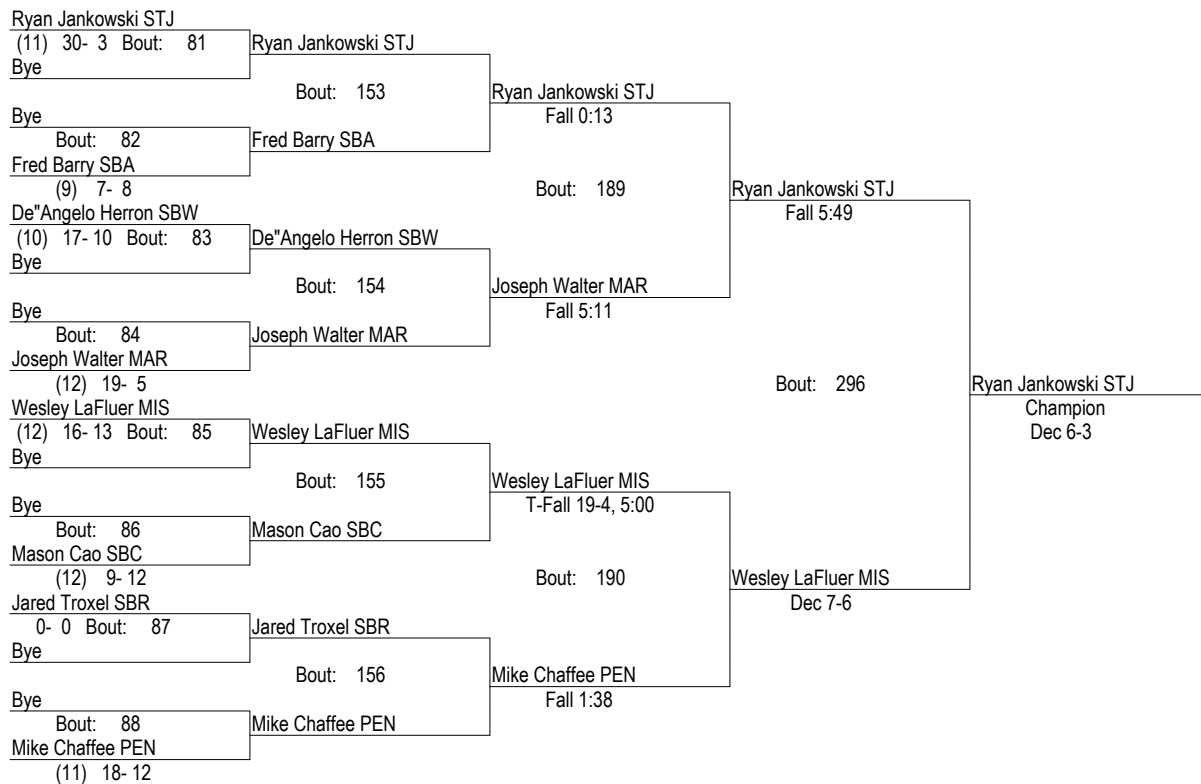 Ryan Jankowski STJ
(11) 30- 3 Bout: 81
Bye
Bye
Bout: 82
Fred Barry SBA
(9) 7- 8
De"Angelo Herron SBW
(10) 17- 10 Bout: 83
Bye
Bye
Bout: 84
Joseph Walter MAR
(12) 19- 5
Wesley LaFluer MIS
(12) 16- 13 Bout: 85
Bye
Bye
Bout: 86
Mason Cao SBC
(12) 9- 12
Jared Troxel SBR
0- 0 Bout: 87
Bye
Bye
Bout: 88
Mike Chaffee PEN
(11) 18- 12
Ryan Jankowski STJ
Bout: 153
Fred Barry SBA
De"Angelo Herron SBW
Bout: 154
Joseph Walter MAR
Wesley LaFluer MIS
Bout: 155
Mason Cao SBC
Jared Troxel SBR
Bout: 156
Mike Chaffee PEN
Ryan Jankowski STJ
Fall 0:13
Bout: 189
Joseph Walter MAR
Fall 5:11
Wesley LaFluer MIS
T-Fall 19-4, 5:00
Bout: 190
Mike Chaffee PEN
Fall 1:38
Ryan Jankowski STJ
Fall 5:49
Bout: 296
Wesley LaFluer MIS
Dec 7-6
Ryan Jankowski STJ
Champion
Dec 6-3